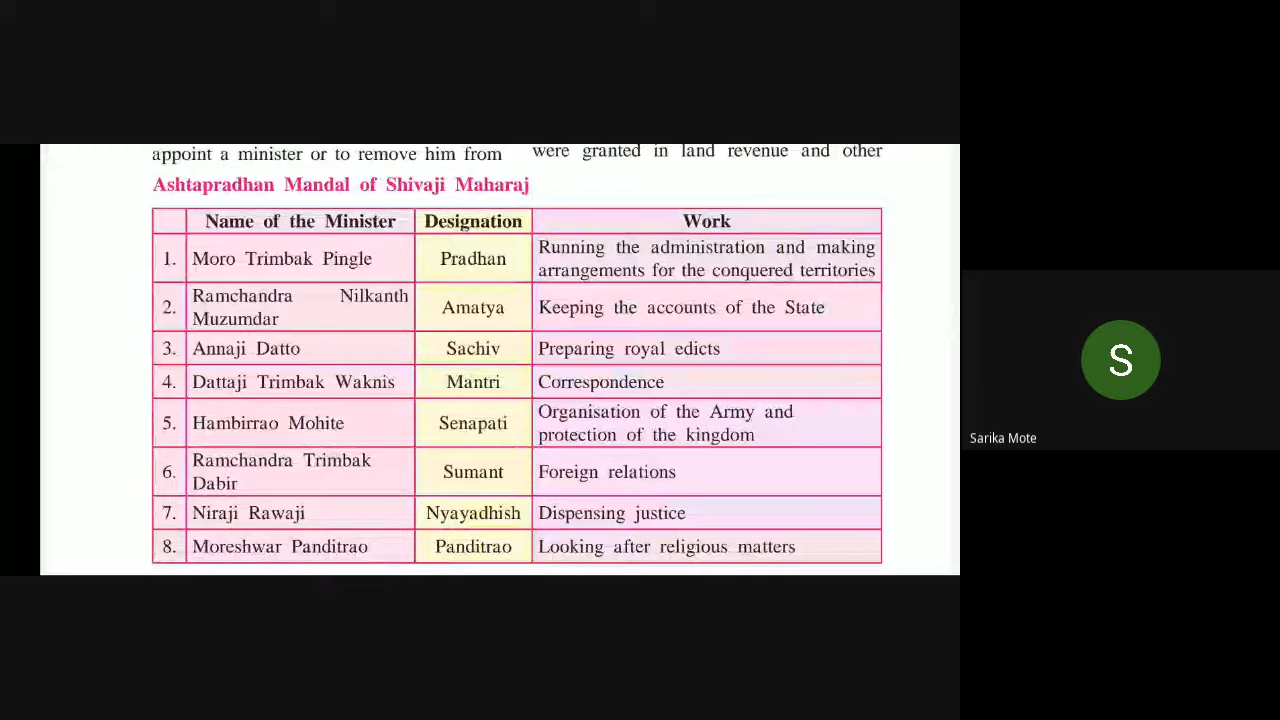 appoint a minister or to remove him from
were granted in land revenue and other
Ashtapradhan Mandal of Shivaji Maharaj
Name of the Minister Designation Work
1. Moro Trimbak Pingle Pradhan Running the administration and making
arrangements for the conquered territories
2. Ramchandra Nilkanth
Muzumdar Amatya Keeping the accounts of the State
3. Annaji Datto Sachiv Preparing royal edicts
4. Dattaji Trimbak Waknis Mantri Correspondence
5. Hambirrao Mohite Senapati Organisation of the Army and
protection of the kingdom
6. Ramchandra Trimbak
Dabir Sumant Foreign relations
7. Niraji Rawaji Nyayadhish Dispensing justice
8. Moreshwar Panditrao Panditrao Looking after religious matters
S
Sarika Mote